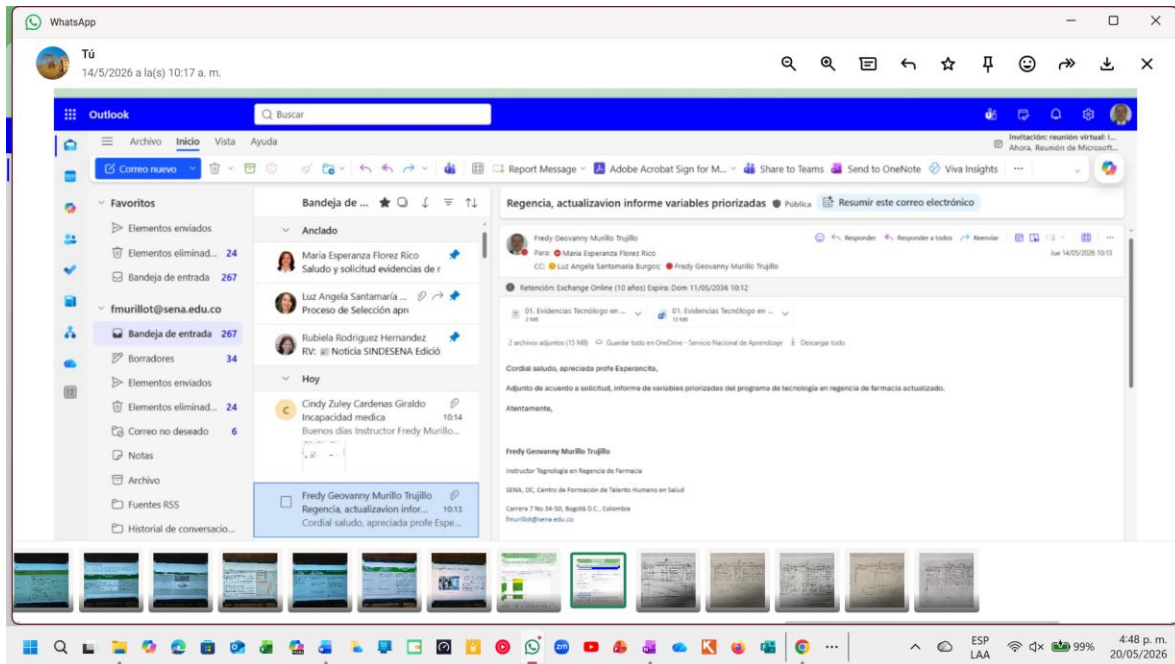 WhatsApp
Tú
14/5/2026 a la(s) 10:17 a. m.
Outlook
Buscar
Archivo Inicio Vista Ayuda
Invitación: reunión virtual: I...
Ahora, Reunión de Microsoft...
Correo nuevo
Report Message
Adobe Acrobat Sign for M...
Share to Teams
Send to OneNote
Viva Insights
Favoritos
Elementos enviados
Elementos eliminad... 24
Bandeja de entrada 267
fmurillot@sena.edu.co
Bandeja de entrada 267
Borradores 34
Elementos enviados
Elementos eliminad... 24
Correo no deseado 6
Notas
Archivo
Fuentes RSS
Historial de conversacio...
Bandeja de ...
Anclado
Maria Esperanza Florez Rico
Saludo y solicitud evidencias de r
Luz Angela Santamaría ...
Proceso de Selección apre
Rubiela Rodriguez Hernandez
RV: Noticia SINDESENA Edició
Hoy
Cindy Zuley Cardenas Giraldo
Incapacidad medica 10:14
Buenos días Instructor Fredy Murillo...
Fredy Geovanny Murillo Trujillo
Regencia, actualizavion infor... 10:13
Cordial saludo, apreciada profe Espe...
Regencia, actualizavion informe variables priorizadas Pública Resumir este correo electrónico
Fredy Geovanny Murillo Trujillo
Responder Responder a todos Reenviar
Para: Maria Esperanza Florez Rico
Jue 14/05/2026 10:13
CC: Luz Angela Santamaría Burgos; Fredy Geovanny Murillo Trujillo
Retención: Exchange Online (10 años) Expira: Dom 11/05/2036 10:12
01. Evidencias Tecnólogo en ...
2 MB
01. Evidencias Tecnólogo en ...
13 MB
2 archivos adjuntos (15 MB) Guardar todo en OneDrive - Servicio Nacional de Aprendizaje Descargar todo
Cordial saludo, apreciada profe Esperancita,
Adjunto de acuerdo a solicitud, informe de variables priorizadas del programa de tecnología en regencia de farmacia actualizado.
Atentamente,
Fredy Geovanny Murillo Trujillo
Instructor Tegnología en Regencia de Farmacia
SENA, DC, Centro de Formación de Talento Humano en Salud
Carrera 7 No 34-50, Bogotá D.C., Colombia
fmurillot@sena.edu.co
ESP
LAA
99%
4:48 p. m.
20/05/2026